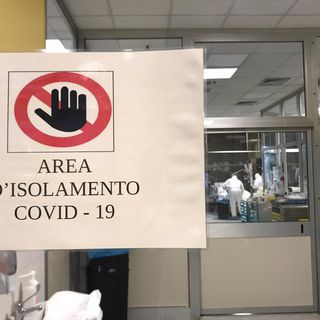 AREA
D'ISOLAMENTO
COVID - 19